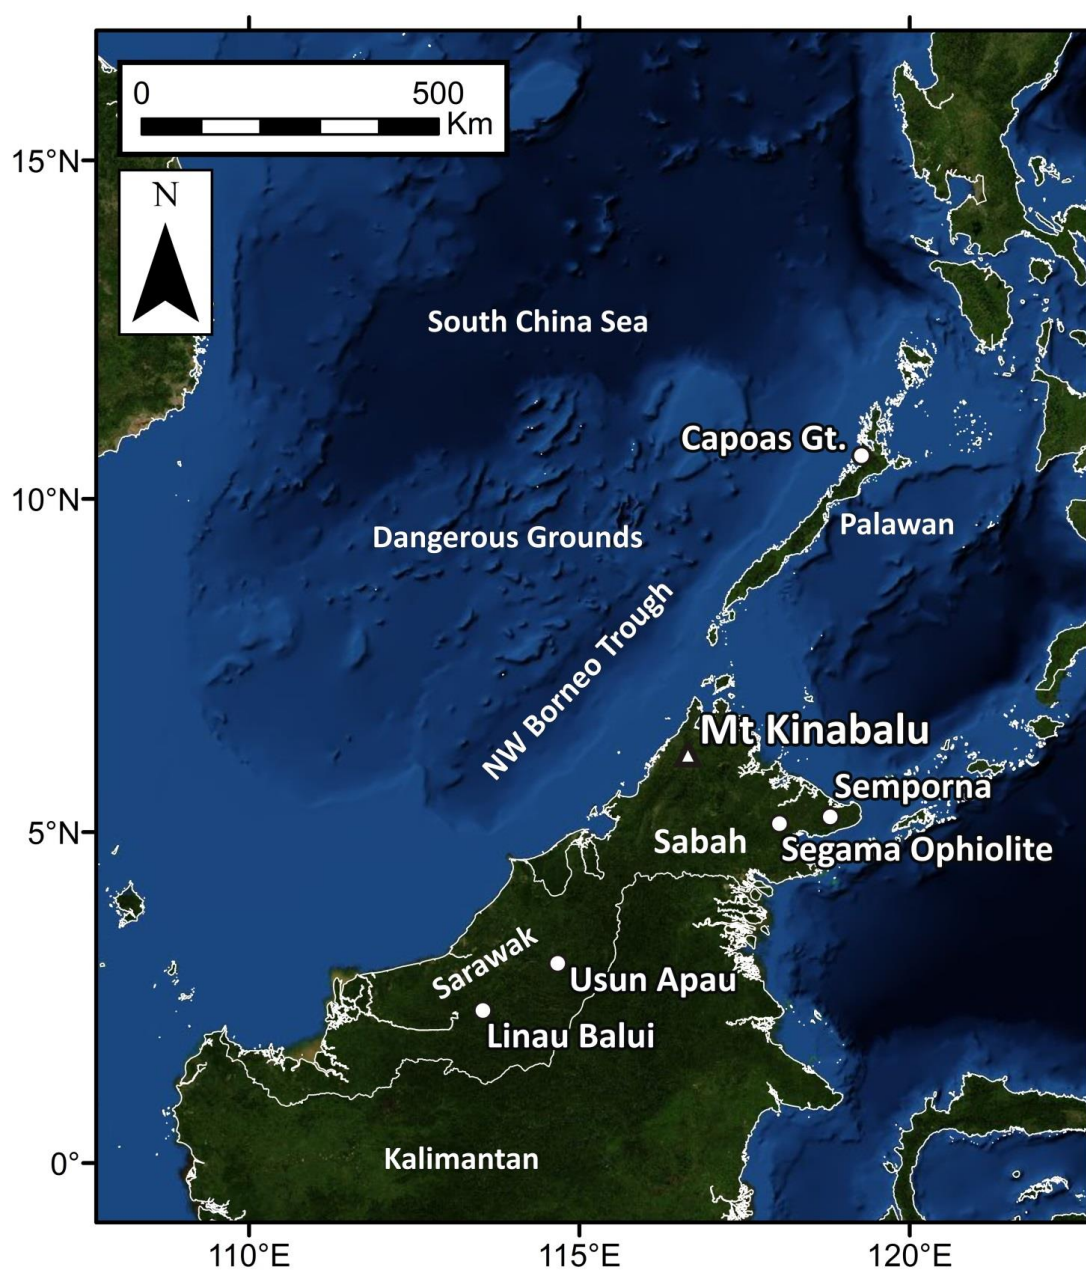 0 500
Km
15°N
N
South China Sea
Capoas Gt.
10°N
Palawan
Dangerous Grounds
NW Borneo Trough
Mt Kinabalu
Semporna
5°N
Sabah
Segama Ophiolite
Sarawak
Usun Apau
Linau Balui
Kalimantan
0°
110°E 115°E 120°E